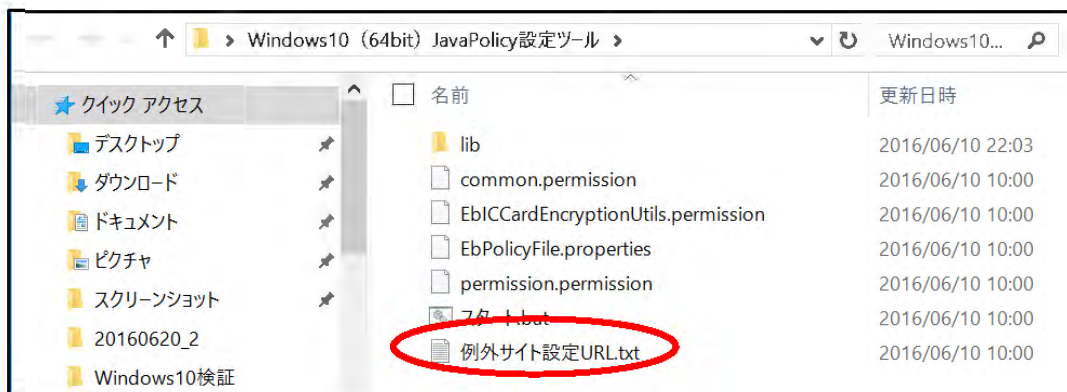 Windows10（64bit）JavaPolicy設定ツール
Windows10...
クイック アクセス
デスクトップ
ダウンロード
ドキュメント
ピクチャ
スクリーンショット
20160620_2
Windows10検証
名前
更新日時
lib
2016/06/10 22:03
common.permission
2016/06/10 10:00
EbICCardEncryptionUtils.permission
2016/06/10 10:00
EbPolicyFile.properties
2016/06/10 10:00
permission.permission
2016/06/10 10:00
スタート.bat
2016/06/10 10:00
例外サイト設定URL.txt
2016/06/10 10:00